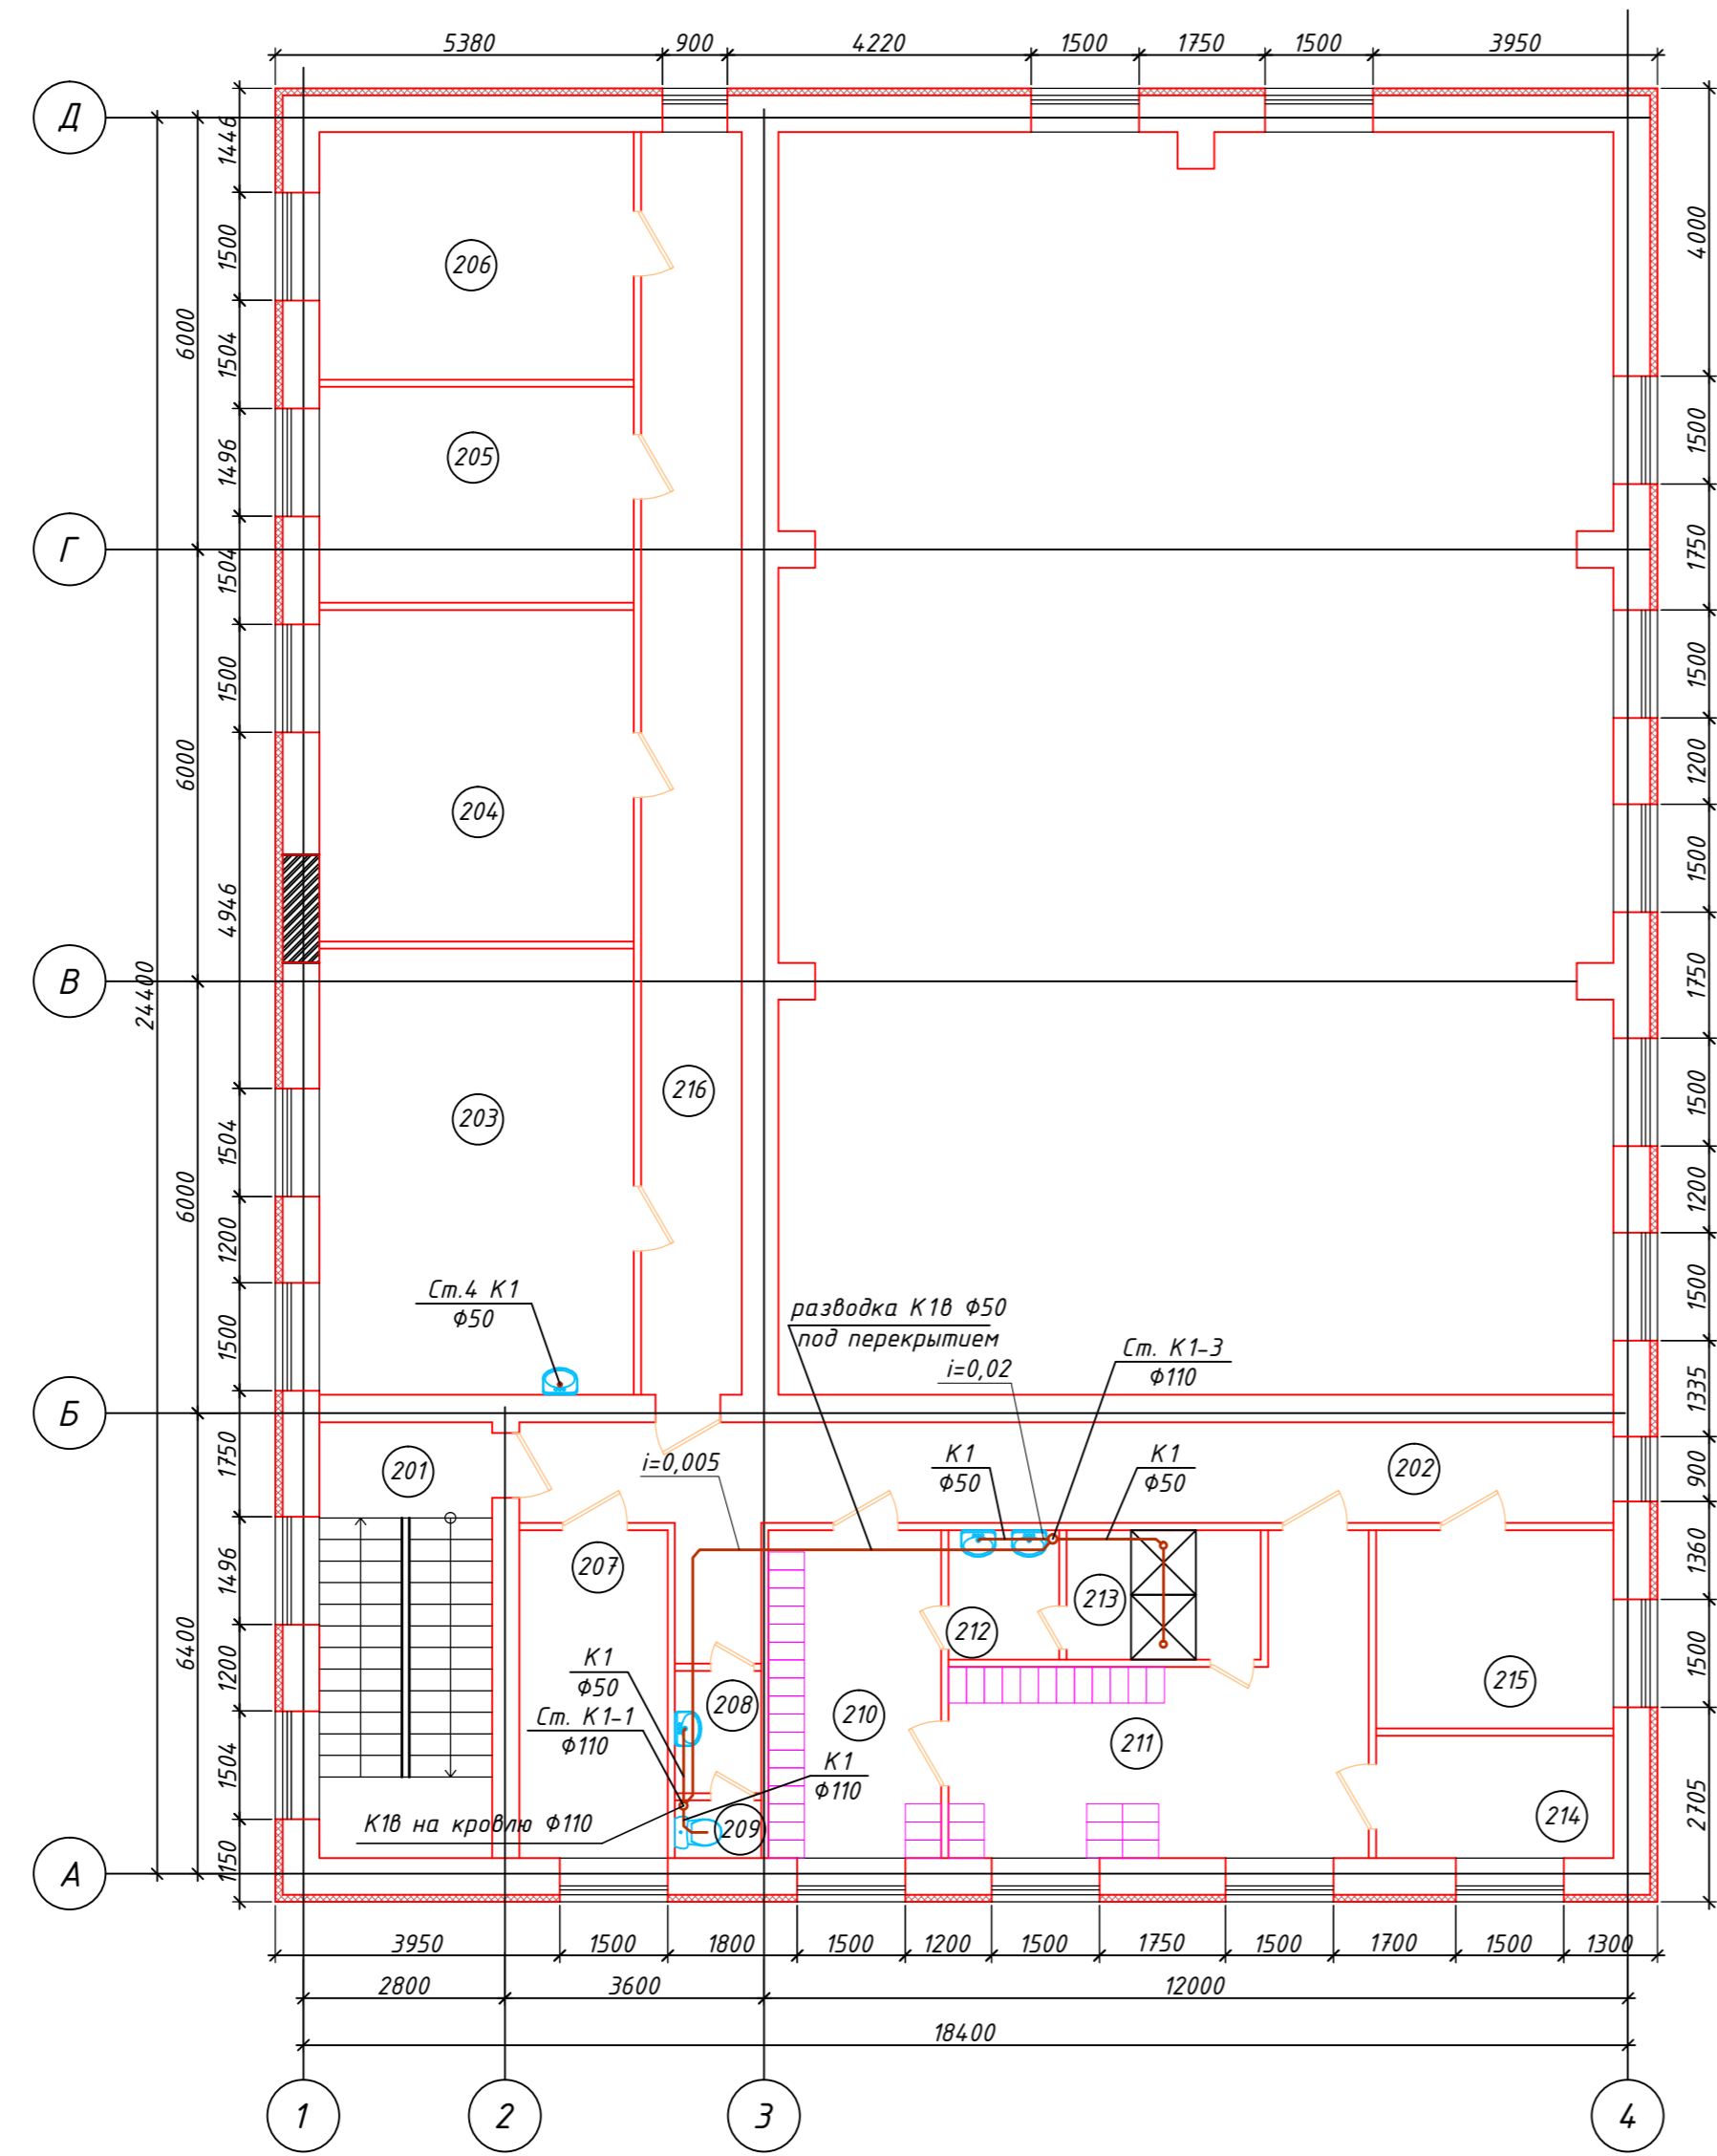 5380 900 4220 1500 1750 1500 3950
Д
1446
1500
1504
1496
1504
1500
4946
1504
1200
1500
1750
1496
1200
1504
1150
6000
6000
6000
6400
24400
Г
В
Б
А
4000
1500
1750
1500
1200
1500
1750
1500
1200
1500
1335
900
1360
1500
2705
206
205
204
203
216
Ст.4 К1
Ф50
разводка К1в Ф50
под перекрытием
i=0,02
Ст. К1-3
Ф110
201
i=0,005
К1
Ф50
К1
Ф50
202
207
212
213
К1
Ф50
208
Ст. К1-1
Ф110
210
211
215
К1
Ф110
К1в на кровлю Ф110
209
214
3950 1500 1800 1500 1200 1500 1750 1500 1700 1500 1300
2800 3600 12000
18400
1 2 3 4